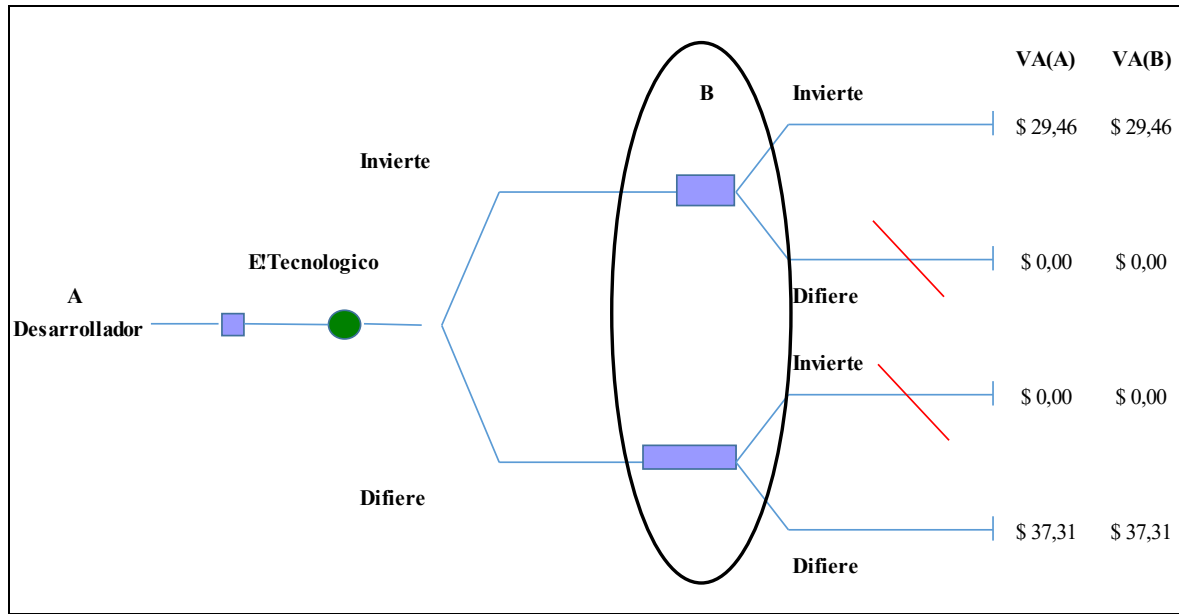 VA(A) VA(B)
B Invierte
$ 29,46 $ 29,46
Invierte
E!Tecnologico $ 0,00 $ 0,00
A Difiere
Desarrollador
Invierte
$ 0,00 $ 0,00
Difiere
$ 37,31 $ 37,31
Difiere